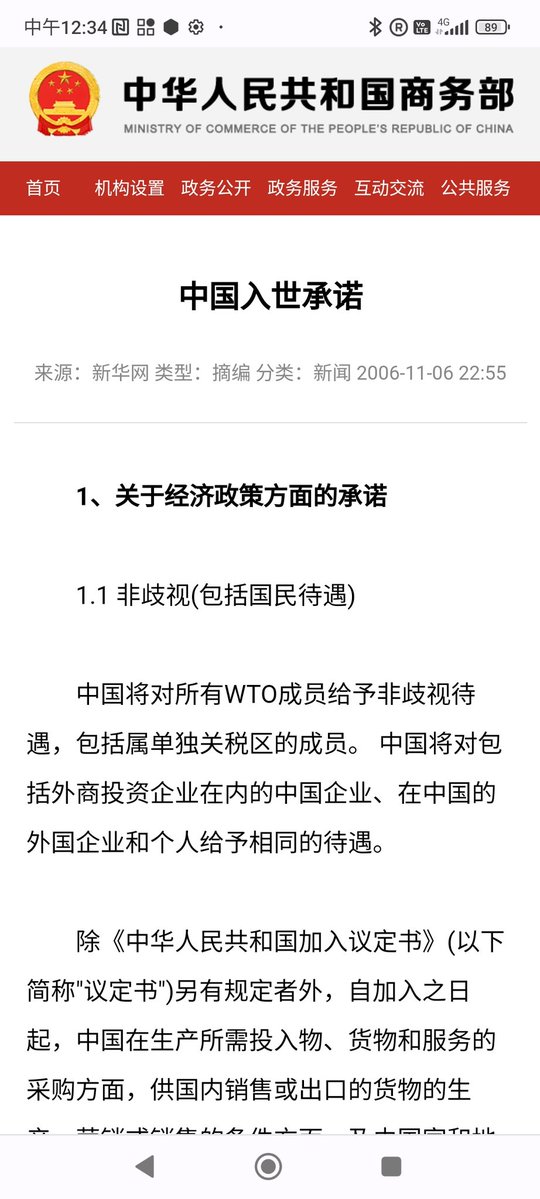 中午12:34
4G
89
中华人民共和国商务部
MINISTRY OF COMMERCE OF THE PEOPLE'S REPUBLIC OF CHINA
首页 机构设置 政务公开 政务服务 互动交流 公共服务
中国入世承诺
来源：新华网 类型：摘编 分类：新闻 2006-11-06 22:55
1、关于经济政策方面的承诺
1.1 非歧视(包括国民待遇)
中国将对所有WTO成员给予非歧视待
遇，包括属单独关税区的成员。 中国将对包
括外商投资企业在内的中国企业、在中国的
外国企业和个人给予相同的待遇。
除《中华人民共和国加入议定书》(以下
简称"议定书")另有规定者外，自加入之日
起，中国在生产所需投入物、货物和服务的
采购方面，供国内销售或出口的货物的生